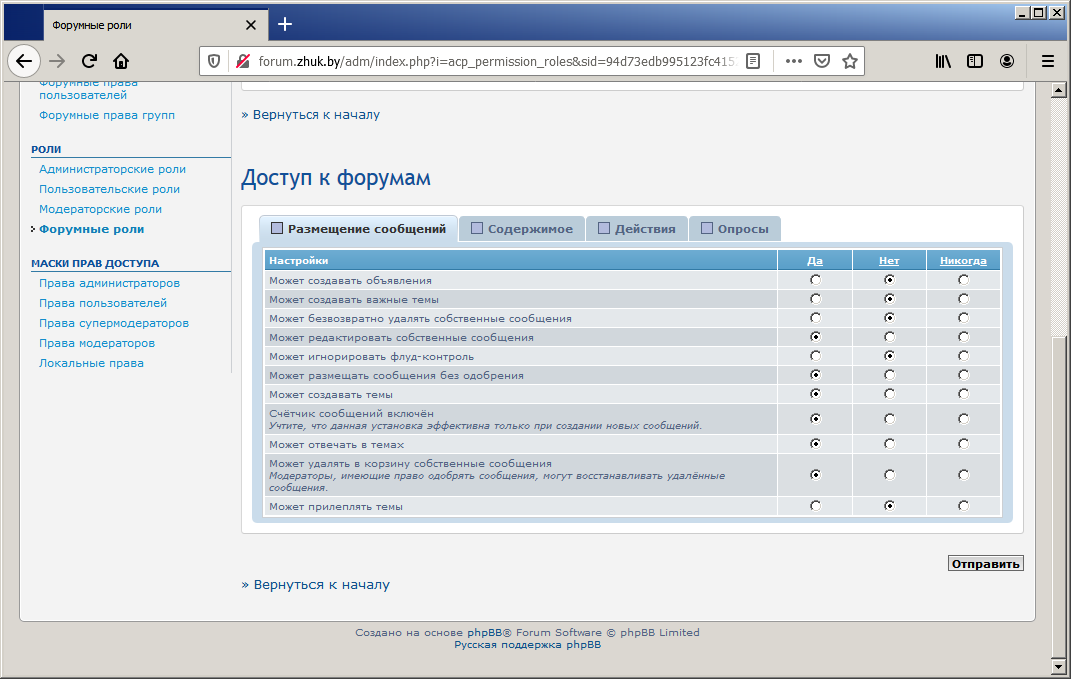 Форумные роли
forum.zhuk.by/adm/index.php?i=acp_permission_roles&sid=94d73edb995123fc415
Форумные права
пользователей
Форумные права групп
РОЛИ
Администраторские роли
Пользовательские роли
Модераторские роли
Форумные роли
МАСКИ ПРАВ ДОСТУПА
Права администраторов
Права пользователей
Права супермодераторов
Права модераторов
Локальные права
» Вернуться к началу
Доступ к форумам
Размещение сообщений Содержимое Действия Опросы
Настройки Да Нет Никогда
Может создавать объявления
Может создавать важные темы
Может безвозвратно удалять собственные сообщения
Может редактировать собственные сообщения
Может игнорировать флуд-контроль
Может размещать сообщения без одобрения
Может создавать темы
Счётчик сообщений включён
Учтите, что данная установка эффективна только при создании новых сообщений.
Может отвечать в темах
Может удалять в корзину собственные сообщения
Модераторы, имеющие право одобрять сообщения, могут восстанавливать удалённые
сообщения.
Может прилеплять темы
Отправить
» Вернуться к началу
Создано на основе phpBB® Forum Software © phpBB Limited
Русская поддержка phpBB